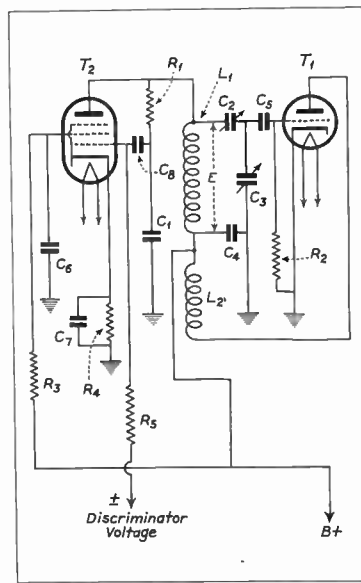 T2
R1
L1
C2
C5
T1
C8
E
C3
C1
C4
R2
C6
L2
C7
R4
R3
R5
±
Discriminator
Voltage
B+